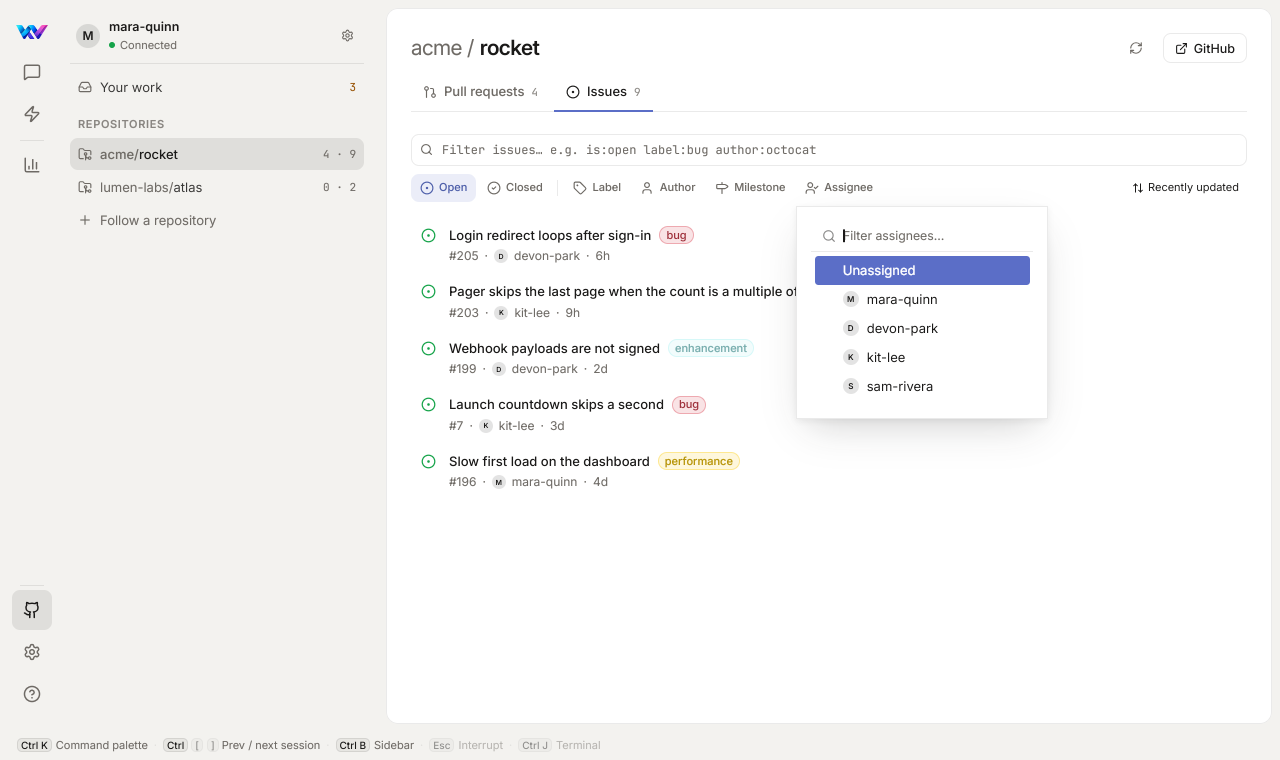 M
mara-quinn
Connected
Your work 3
REPOSITORIES
acme/rocket 4 · 9
lumen-labs/atlas 0 · 2
Follow a repository
acme / rocket
GitHub
Pull requests 4
Issues 9
Filter issues… e.g. is:open label:bug author:octocat
Open
Closed
Label
Author
Milestone
Assignee
Recently updated
Login redirect loops after sign-in bug
#205 · D devon-park · 6h
Pager skips the last page when the count is a multiple of
#203 · K kit-lee · 9h
Webhook payloads are not signed enhancement
#199 · D devon-park · 2d
Launch countdown skips a second bug
#7 · K kit-lee · 3d
Slow first load on the dashboard performance
#196 · M mara-quinn · 4d
Filter assignees...
Unassigned
M mara-quinn
D devon-park
K kit-lee
S sam-rivera
Ctrl K Command palette · Ctrl [ ] Prev / next session · Ctrl B Sidebar · Esc Interrupt · Ctrl J Terminal